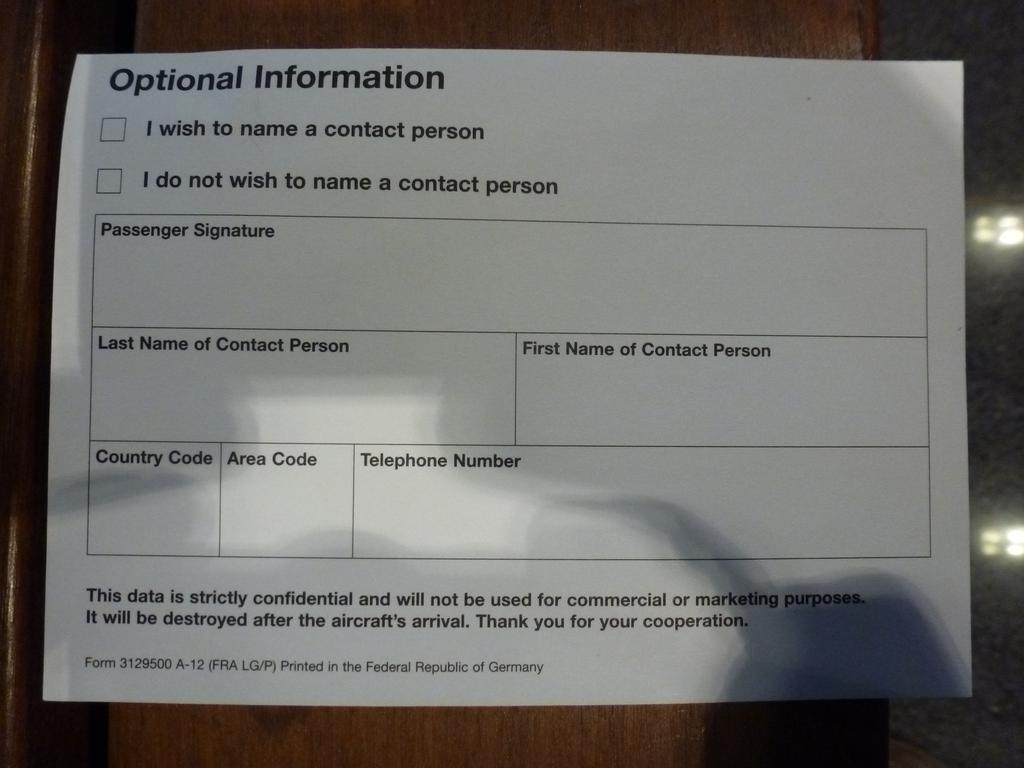 Optional Information
I wish to name a contact person
I do not wish to name a contact person
Passenger Signature
Last Name of Contact Person
First Name of Contact Person
Country Code
Area Code
Telephone Number
This data is strictly confidential and will not be used for commercial or marketing purposes.
It will be destroyed after the aircraft's arrival. Thank you for your cooperation.
Form 3129500 A-12 (FRA LG/P) Printed in the Federal Republic of Germany